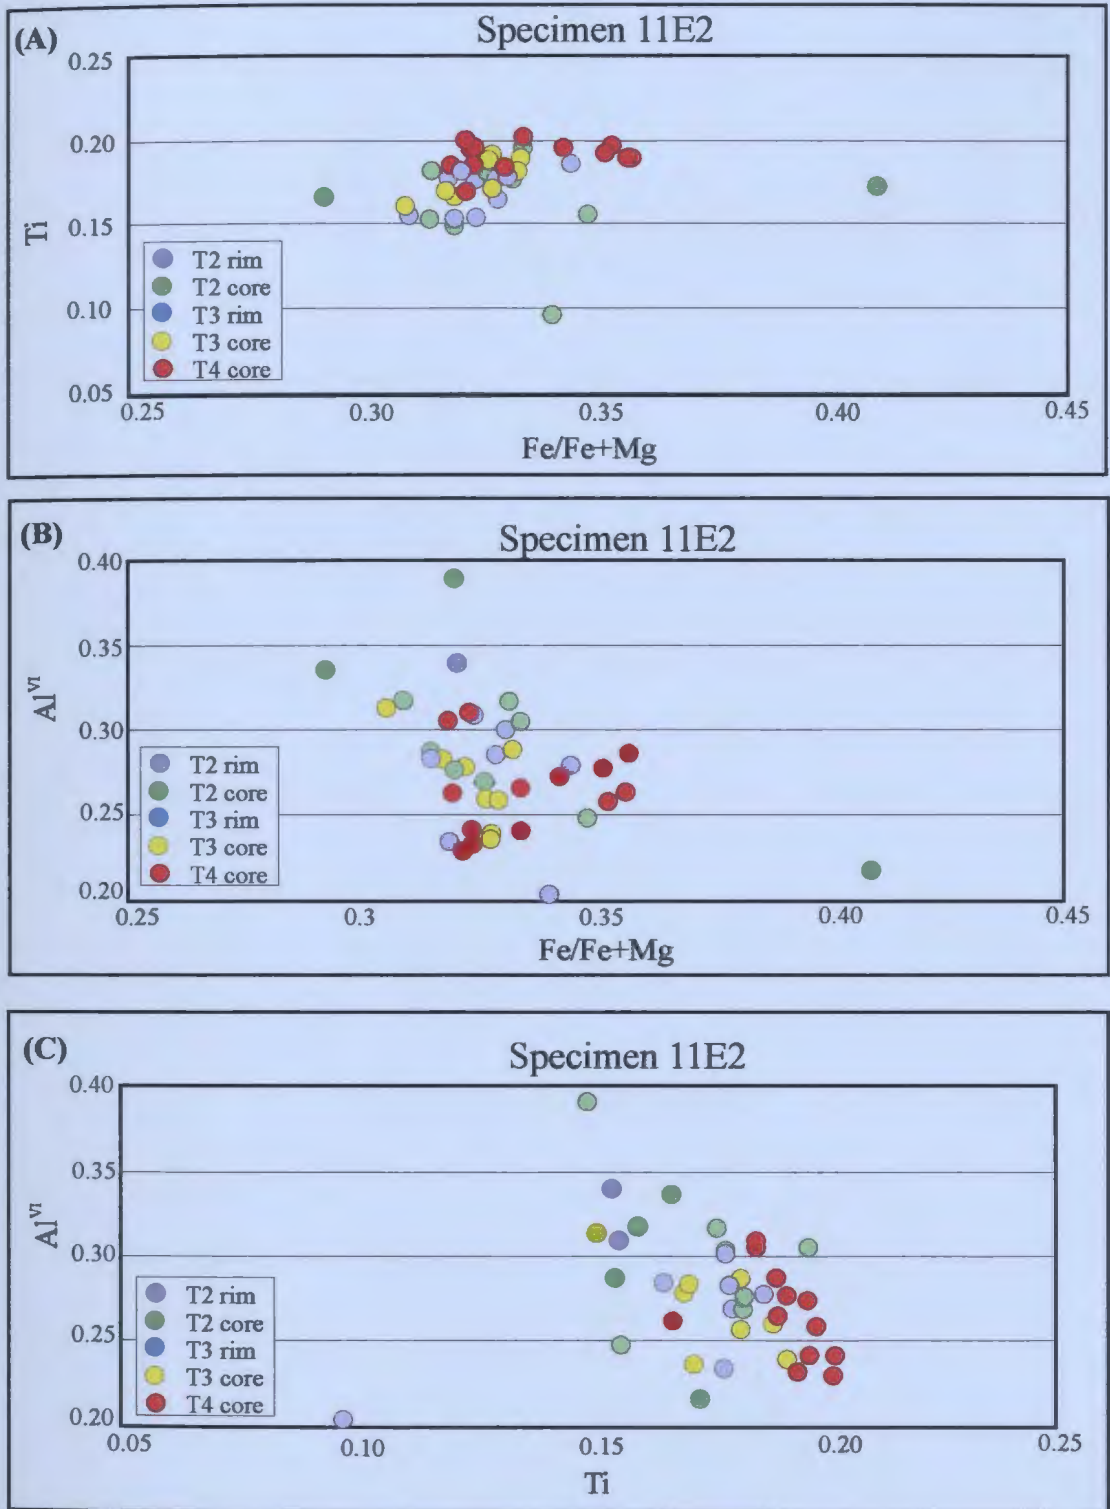 (A) Specimen 11E2
0.25
0.20
0.15
0.10
0.05
Ti
T2 rim
T2 core
T3 rim
T3 core
T4 core
0.25 0.30 0.35 0.40 0.45
Fe/Fe+Mg
(B) Specimen 11E2
0.40
0.35
0.30
0.25
0.20
Al^VI
T2 rim
T2 core
T3 rim
T3 core
T4 core
0.25 0.3 0.35 0.40 0.45
Fe/Fe+Mg
(C) Specimen 11E2
0.40
0.35
0.30
0.25
0.20
Al^VI
T2 rim
T2 core
T3 rim
T3 core
T4 core
0.05 0.10 0.15 0.20 0.25
Ti